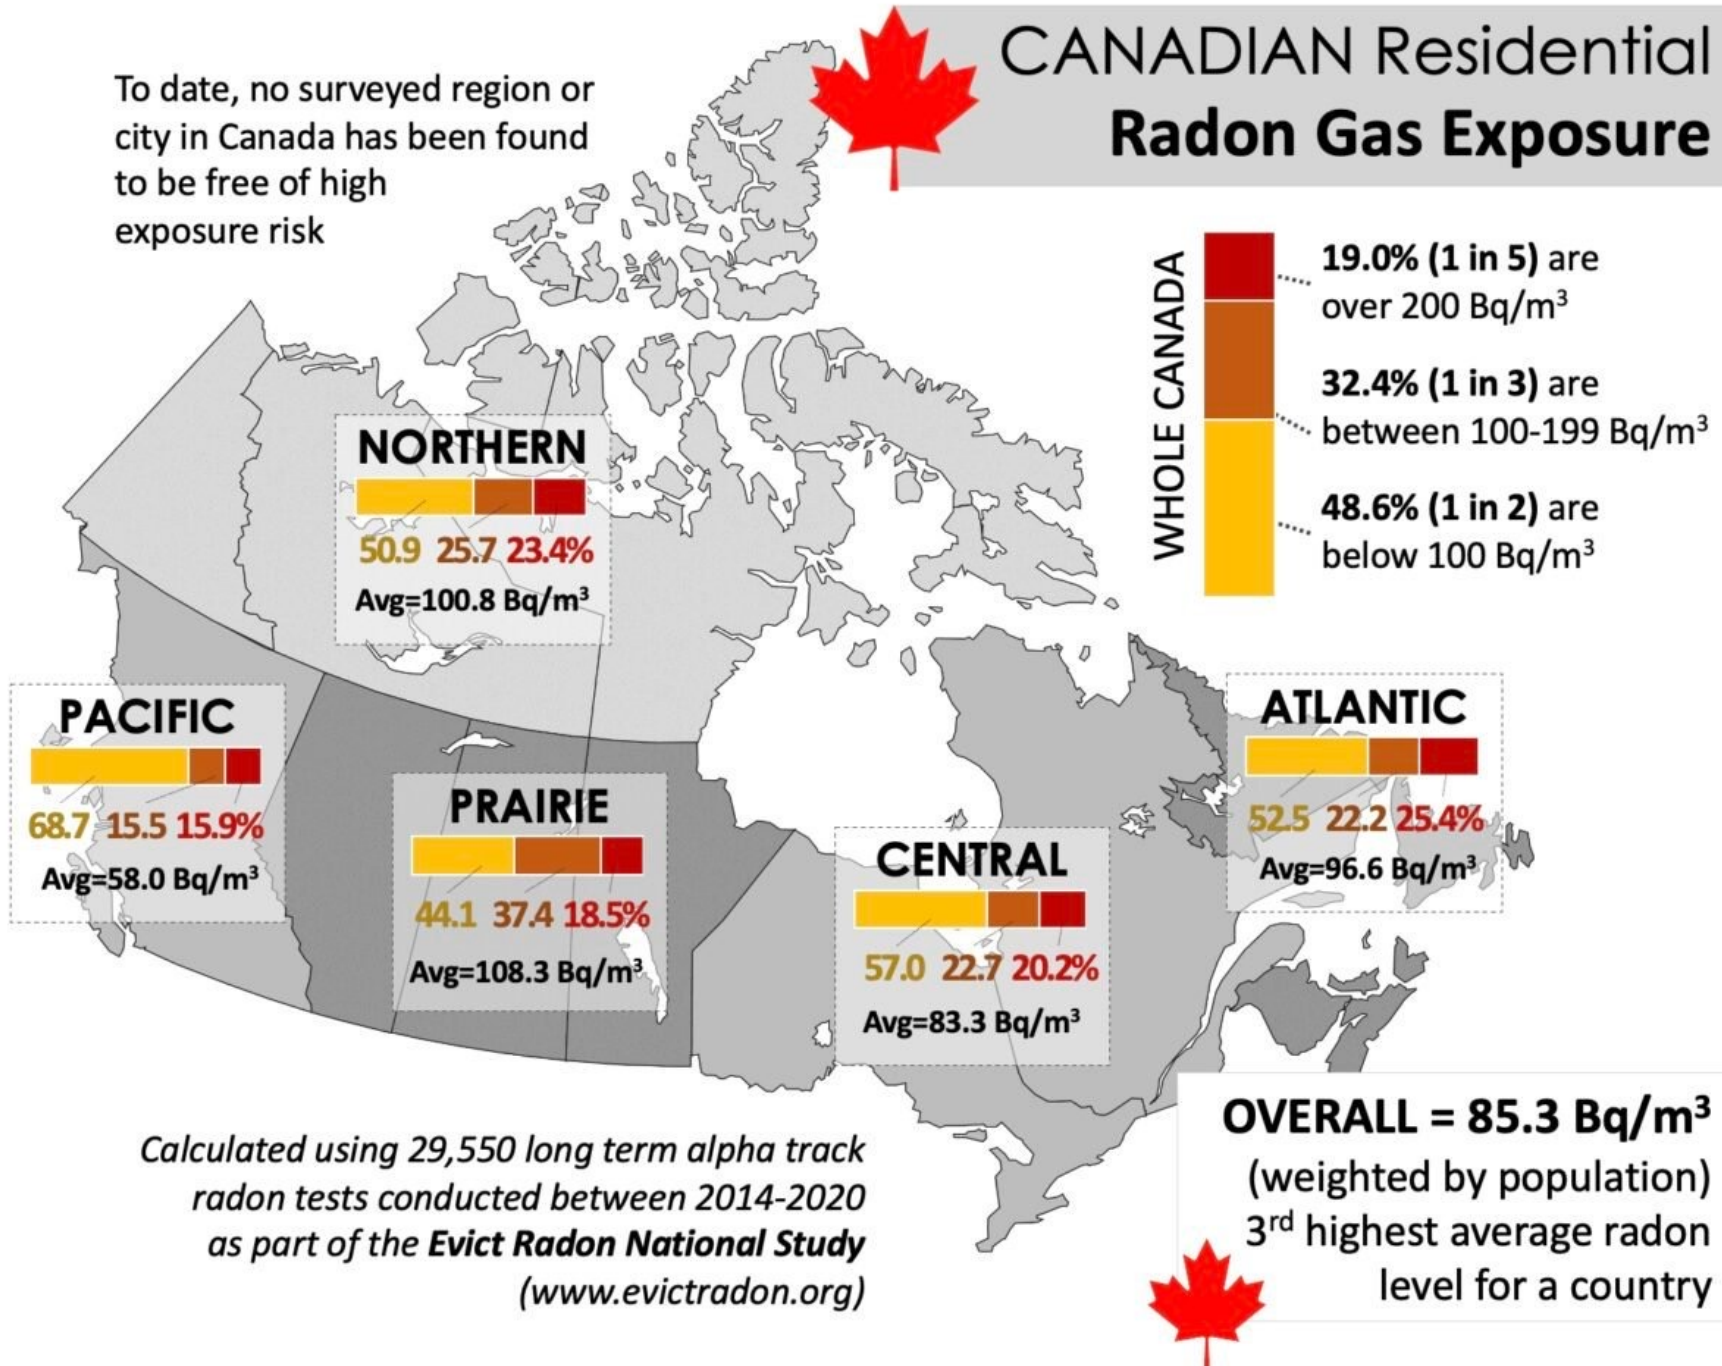 CANADIAN Residential
Radon Gas Exposure
To date, no surveyed region or
city in Canada has been found
to be free of high
exposure risk
WHOLE CANADA
19.0% (1 in 5) are
over 200 Bq/m³
32.4% (1 in 3) are
between 100-199 Bq/m³
48.6% (1 in 2) are
below 100 Bq/m³
NORTHERN
50.9 25.7 23.4%
Avg=100.8 Bq/m³
PACIFIC
68.7 15.5 15.9%
Avg=58.0 Bq/m³
PRAIRIE
44.1 37.4 18.5%
Avg=108.3 Bq/m³
CENTRAL
57.0 22.7 20.2%
Avg=83.3 Bq/m³
ATLANTIC
52.5 22.2 25.4%
Avg=96.6 Bq/m³
Calculated using 29,550 long term alpha track
radon tests conducted between 2014-2020
as part of the Evict Radon National Study
(www.evictradon.org)
OVERALL = 85.3 Bq/m³
(weighted by population)
3rd highest average radon
level for a country